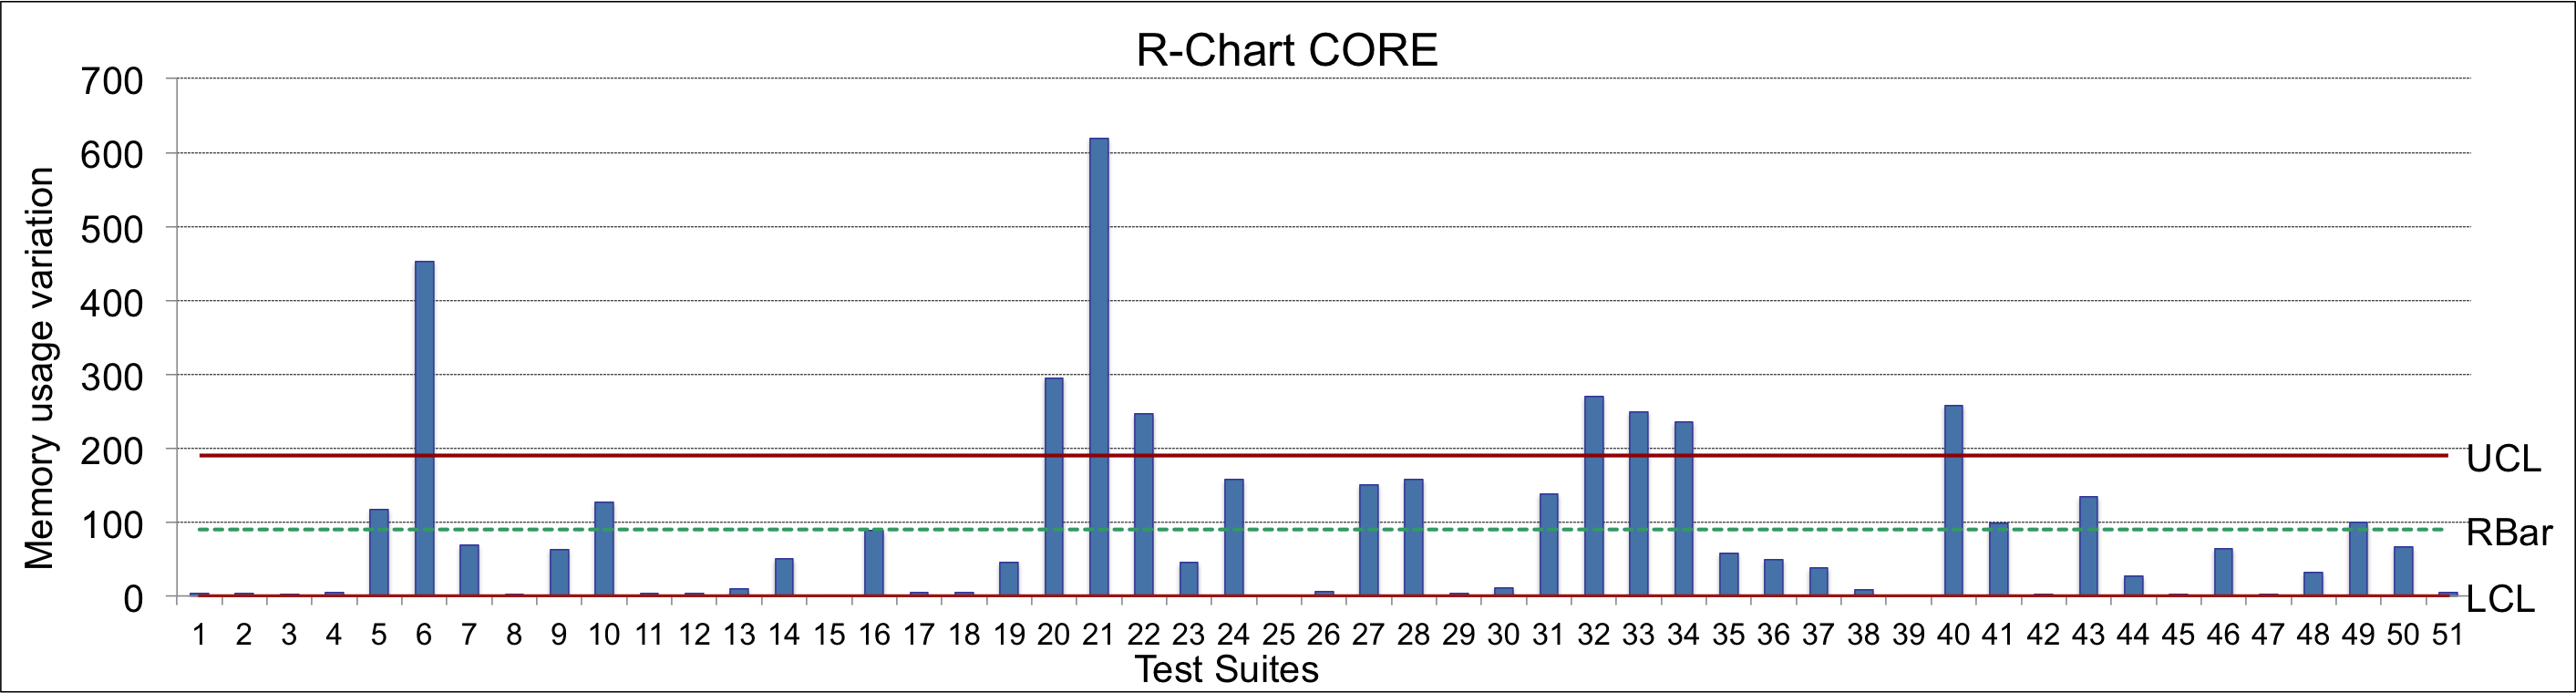 R-Chart CORE
700
600
500
400
300
200
100
0
Memory usage variation
UCL
RBar
LCL
1 2 3 4 5 6 7 8 9 10 11 12 13 14 15 16 17 18 19 20 21 22 23 24 25 26 27 28 29 30 31 32 33 34 35 36 37 38 39 40 41 42 43 44 45 46 47 48 49 50 51
Test Suites